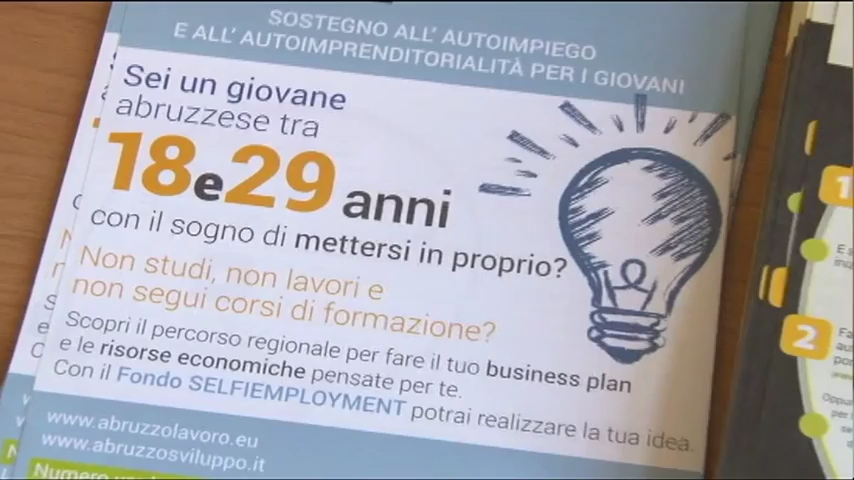 SOSTEGNO ALL' AUTOIMPIEGO
E ALL' AUTOIMPRENDITORIALITÀ PER I GIOVANI
Sei un giovane
abruzzese tra
18 e 29 anni
con il sogno di mettersi in proprio?
Non studi, non lavori e
non segui corsi di formazione?
Scopri il percorso regionale per fare il tuo business plan
e le risorse economiche pensate per te.
Con il Fondo SELFIEMPLOYMENT potrai realizzare la tua idea.
www.abruzzolavoro.eu
www.abruzzosviluppo.it
Numero
1
2